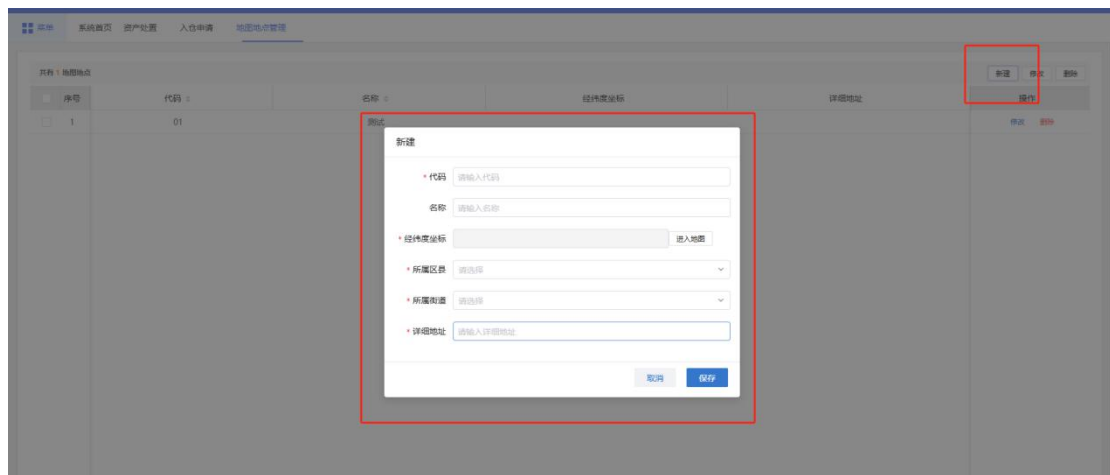 菜单 系统首页 资产处置 入仓申请 地图地点管理
共有 1 地图地点 新建 修改 删除
序号 代码 名称 经纬度坐标 详细地址 操作
1 01 测试 修改 删除
新建
* 代码 请输入代码
名称 请输入名称
* 经纬度坐标 进入地图
* 所属区县 请选择
* 所属街道 请选择
* 详细地址 请输入详细地址
取消 保存